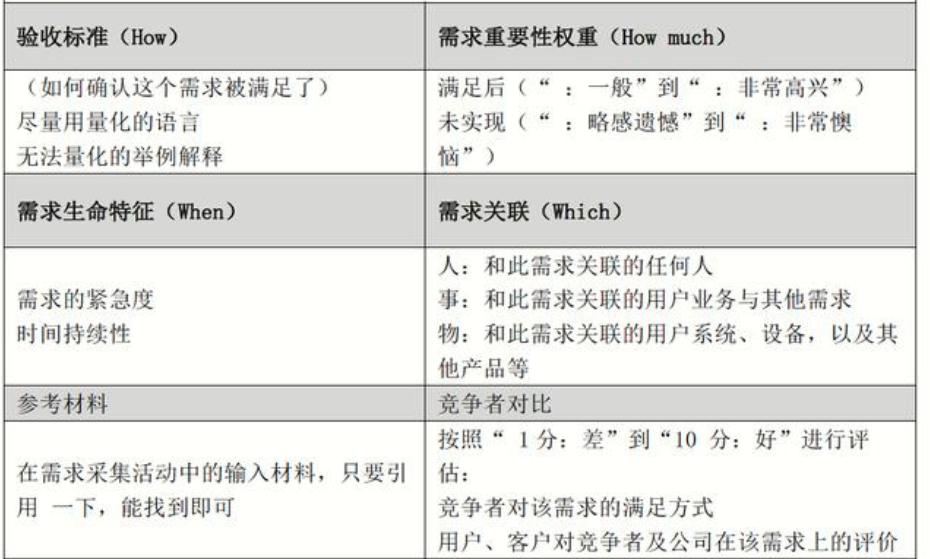 验收标准（How）
需求重要性权重（How much）
（如何确认这个需求被满足了）
尽量用量化的语言
无法量化的举例解释
满足后（“ ：一般”到“ ：非常高兴”）
未实现（“ ：略感遗憾”到“ ：非常懊
恼”）
需求生命特征（When）
需求关联（Which）
需求的紧急度
时间持续性
人：和此需求关联的任何人
事：和此需求关联的用户业务与其他需求
物：和此需求关联的用户系统、设备，以及其
他产品等
参考材料
竞争者对比
在需求采集活动中的输入材料，只要引
用 一下，能找到即可
按照“ 1分：差”到“10 分：好”进行评
估：
竞争者对该需求的满足方式
用户、客户对竞争者及公司在该需求上的评价